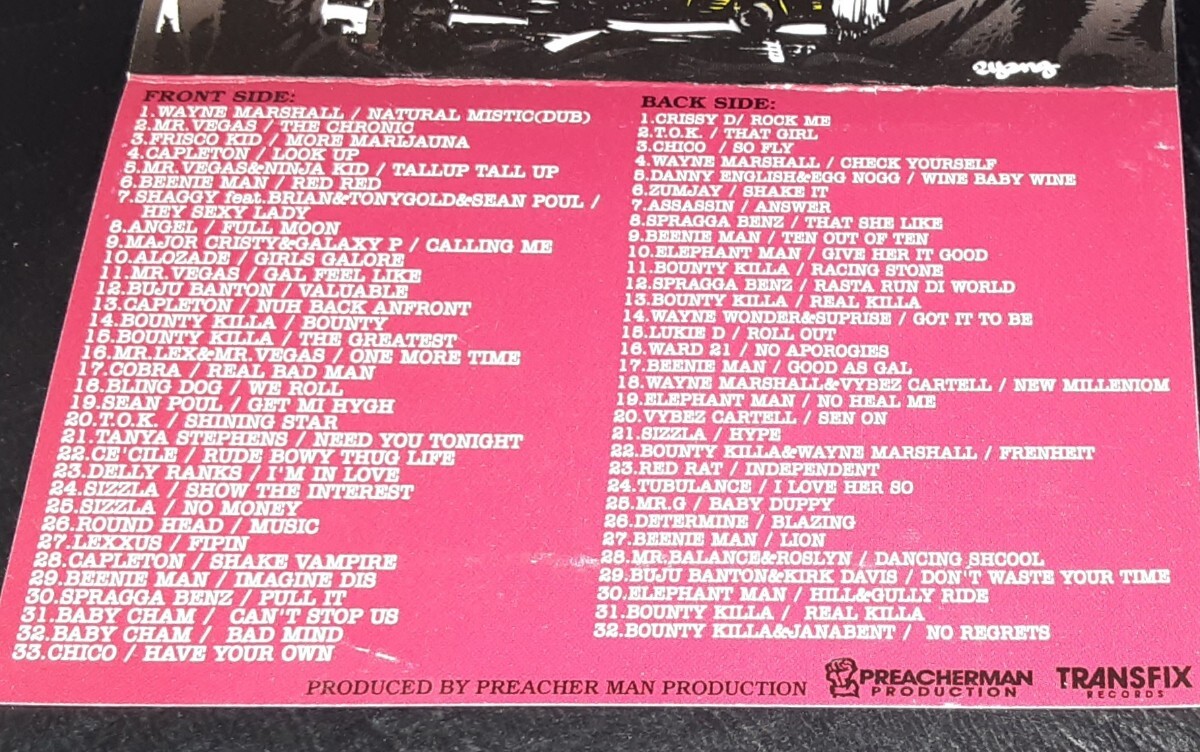 FRONT SIDE:
1.WAYNE MARSHALL / NATURAL MISTIC(DUB)
2.MR.VEGAS / THE CHRONIC
3.FRISCO KID / MORE MARIJAUNA
4.CAPLETON / LOOK UP
5.MR.VEGAS&NINJA KID / TALLUP TALL UP
6.BEENIE MAN / RED RED
7.SHAGGY feat.BRIAN&TONYGOLD&SEAN POUL /
HEY SEXY LADY
8.ANGEL / FULL MOON
9.MAJOR CRISTY&GALAXY P / CALLING ME
10.ALOZADE / GIRLS GALORE
11.MR.VEGAS / GAL FEEL LIKE
12.BUJU BANTON / VALUABLE
13.CAPLETON / NUH BACK ANFRONT
14.BOUNTY KILLA / BOUNTY
15.BOUNTY KILLA / THE GREATEST
16.MR.LEX&MR.VEGAS / ONE MORE TIME
17.COBRA / REAL BAD MAN
18.BLING DOG / WE ROLL
19.SEAN POUL / GET MI HYGH
20.T.O.K. / SHINING STAR
21.TANYA STEPHENS / NEED YOU TONIGHT
22.CE'CILE / RUDE BOWY THUG LIFE
23.DELLY RANKS / I'M IN LOVE
24.SIZZLA / SHOW THE INTEREST
25.SIZZLA / NO MONEY
26.ROUND HEAD / MUSIC
27.LEXXUS / FIPIN
28.CAPLETON / SHAKE VAMPIRE
29.BEENIE MAN / IMAGINE DIS
30.SPRAGGA BENZ / PULL IT
31.BABY CHAM / CAN'T STOP US
32.BABY CHAM / BAD MIND
33.CHICO / HAVE YOUR OWN
BACK SIDE:
1.CRISSY D/ ROCK ME
2.T.O.K. / THAT GIRL
3.CHICO / SO FLY
4.WAYNE MARSHALL / CHECK YOURSELF
5.DANNY ENGLISH&EGG NOGG / WINE BABY WINE
6.ZUMJAY / SHAKE IT
7.ASSASSIN / ANSWER
8.SPRAGGA BENZ / THAT SHE LIKE
9.BEENIE MAN / TEN OUT OF TEN
10.ELEPHANT MAN / GIVE HER IT GOOD
11.BOUNTY KILLA / RACING STONE
12.SPRAGGA BENZ / RASTA RUN DI WORLD
13.BOUNTY KILLA / REAL KILLA
14.WAYNE WONDER&SUPRISE / GOT IT TO BE
15.LUKIE D / ROLL OUT
16.WARD 21 / NO APOROGIES
17.BEENIE MAN / GOOD AS GAL
18.WAYNE MARSHALL&VYBEZ CARTELL / NEW MILLENIOM
19.ELEPHANT MAN / NO HEAL ME
20.VYBEZ CARTELL / SEN ON
21.SIZZLA / HYPE
22.BOUNTY KILLA&WAYNE MARSHALL / FRENHEIT
23.RED RAT / INDEPENDENT
24.TUBULANCE / I LOVE HER SO
25.MR.G / BABY DUPPY
26.DETERMINE / BLAZING
27.BEENIE MAN / LION
28.MR.BALANCE&ROSLYN / DANCING SHCOOL
29.BUJU BANTON&KIRK DAVIS / DON'T WASTE YOUR TIME
30.ELEPHANT MAN / HILL&GULLY RIDE
31.BOUNTY KILLA / REAL KILLA
32.BOUNTY KILLA&JANABENT / NO REGRETS
PRODUCED BY PREACHER MAN PRODUCTION
PREACHERMAN
PRODUCTION
TRANSFIX
RECORDS